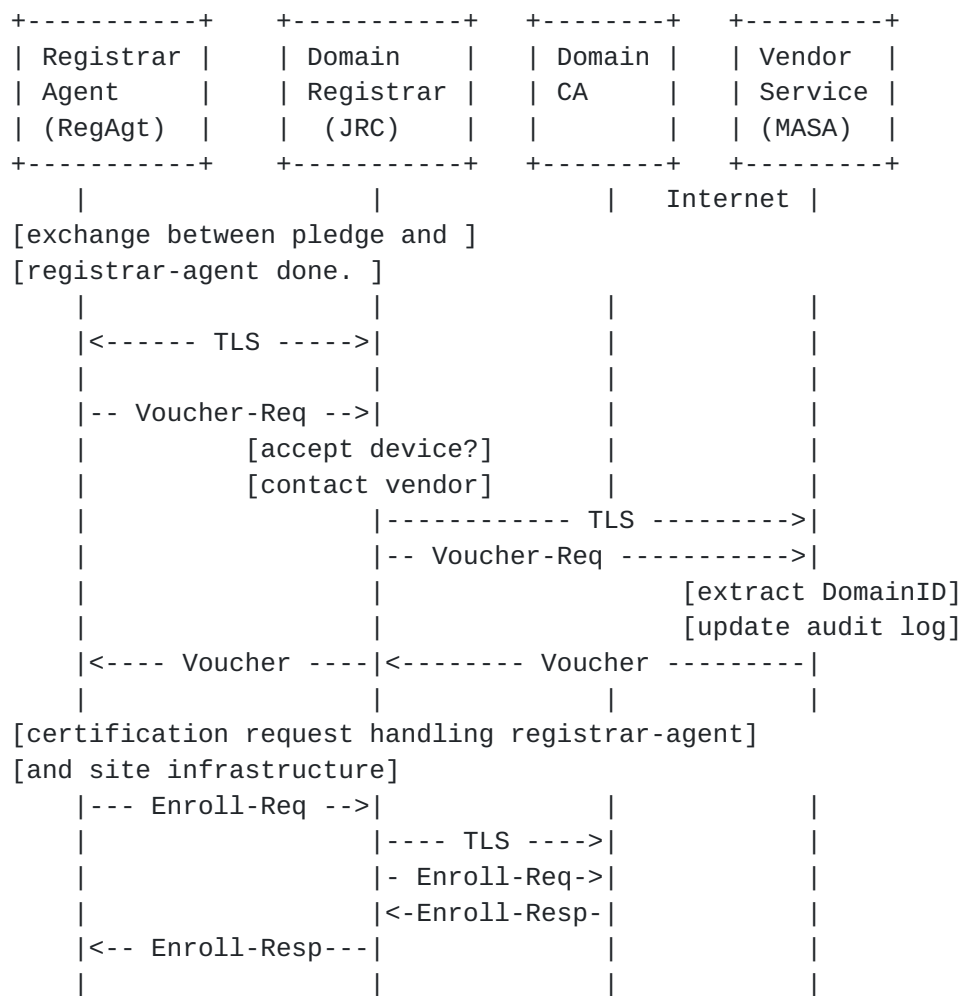 +-----------+    +-----------+   +--------+   +---------+
| Registrar |    | Domain    |   | Domain |   | Vendor  |
| Agent     |    | Registrar |   | CA     |   | Service |
| (RegAgt)  |    |  (JRC)    |   |        |   | (MASA)  |
+-----------+    +-----------+   +--------+   +---------+
    |                |            |   Internet |
[exchange between pledge and ]
[registrar-agent done. ]
    |                |            |           |
    |<------ TLS ----->|            |           |
    |                |            |           |
    |-- Voucher-Req -->|            |           |
    |         [accept device?]      |           |
    |         [contact vendor]      |           |
    |                |------------ TLS --------->|
    |                |-- Voucher-Req ----------->|
    |                |                [extract DomainID]
    |                |                [update audit log]
    |<---- Voucher ----|<-------- Voucher ---------|
    |                |            |           |
[certification request handling registrar-agent]
[and site infrastructure]
    |--- Enroll-Req -->|            |           |
    |                |---- TLS ---->|           |
    |                |- Enroll-Req->|           |
    |                |<-Enroll-Resp-|           |
    |<-- Enroll-Resp---|            |           |
    |                |            |           |